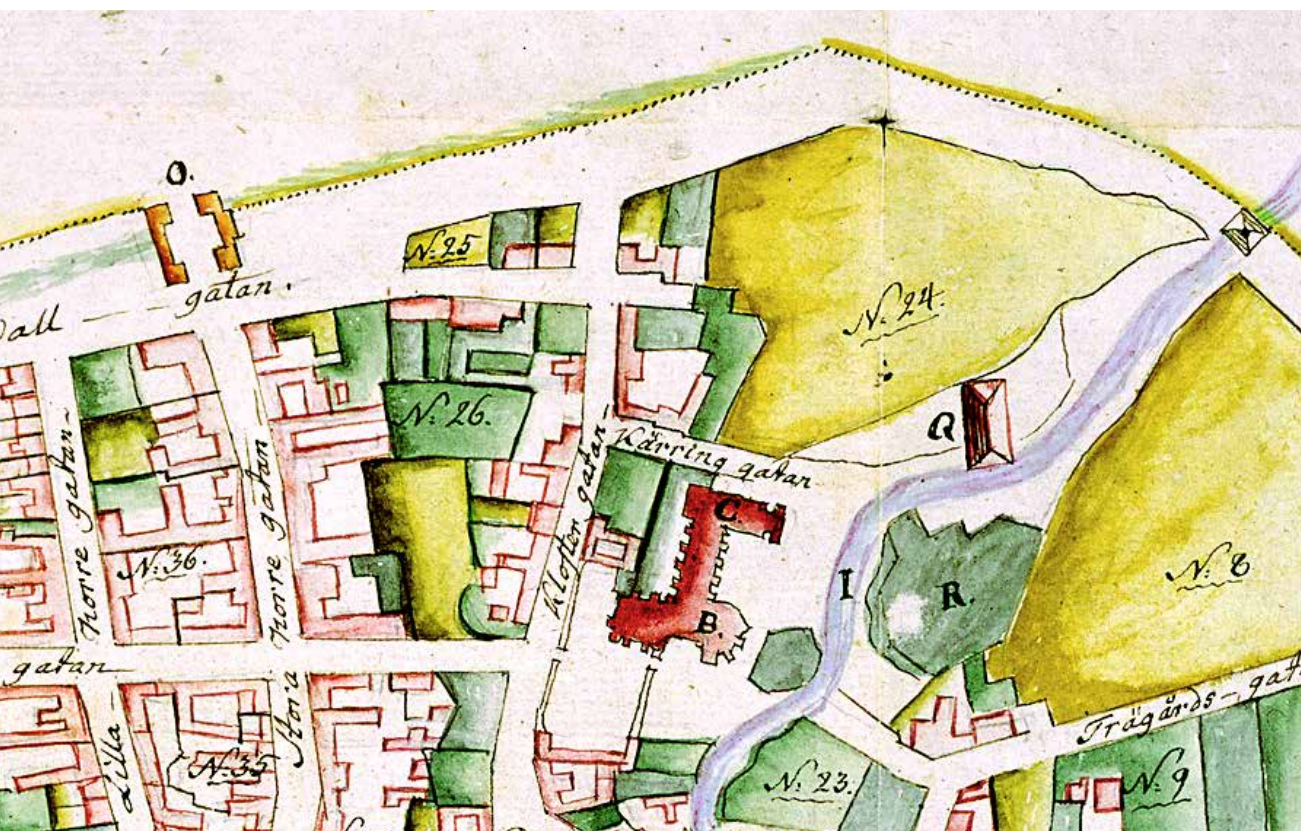 O.
all — gatan.
N: 25
N: 24.
N: 26.
Kärring gatan
Q
C.
B.
I
R.
N: 8
Kloster gatan
Norre gatan
Lilla
Norre gatan
Stora
N: 36.
gatan
N: 35
N: 23.
Trägårds-gat
N: 9